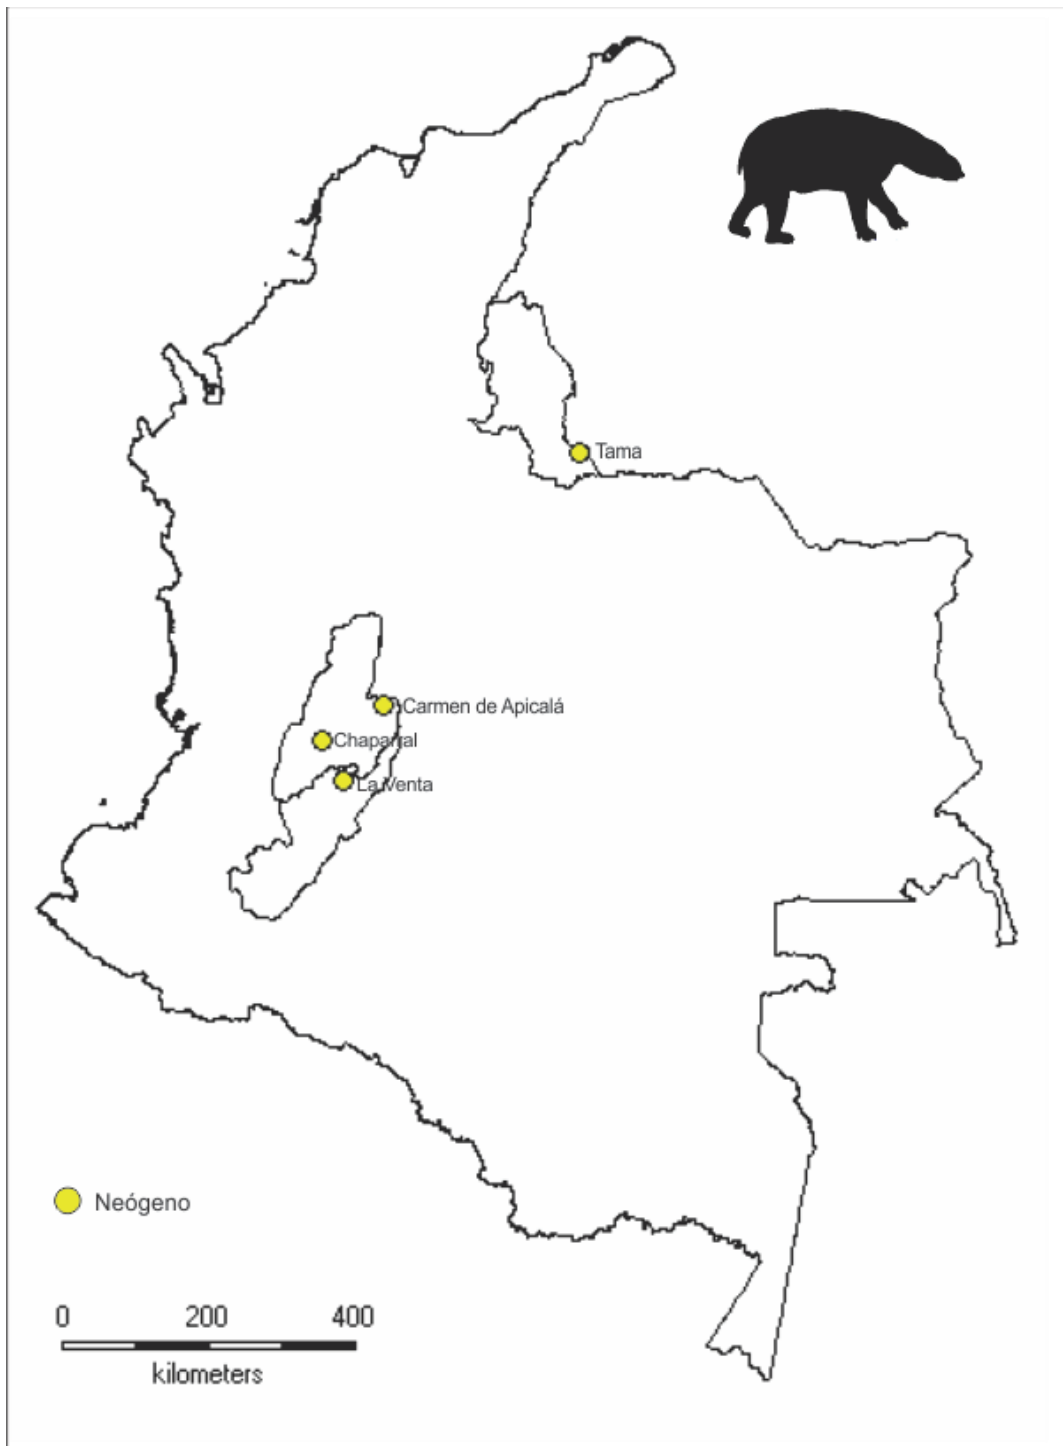 Tama
Carmen de Apicalá
Chaparral
La Venta
Neógeno
0 200 400
kilometers